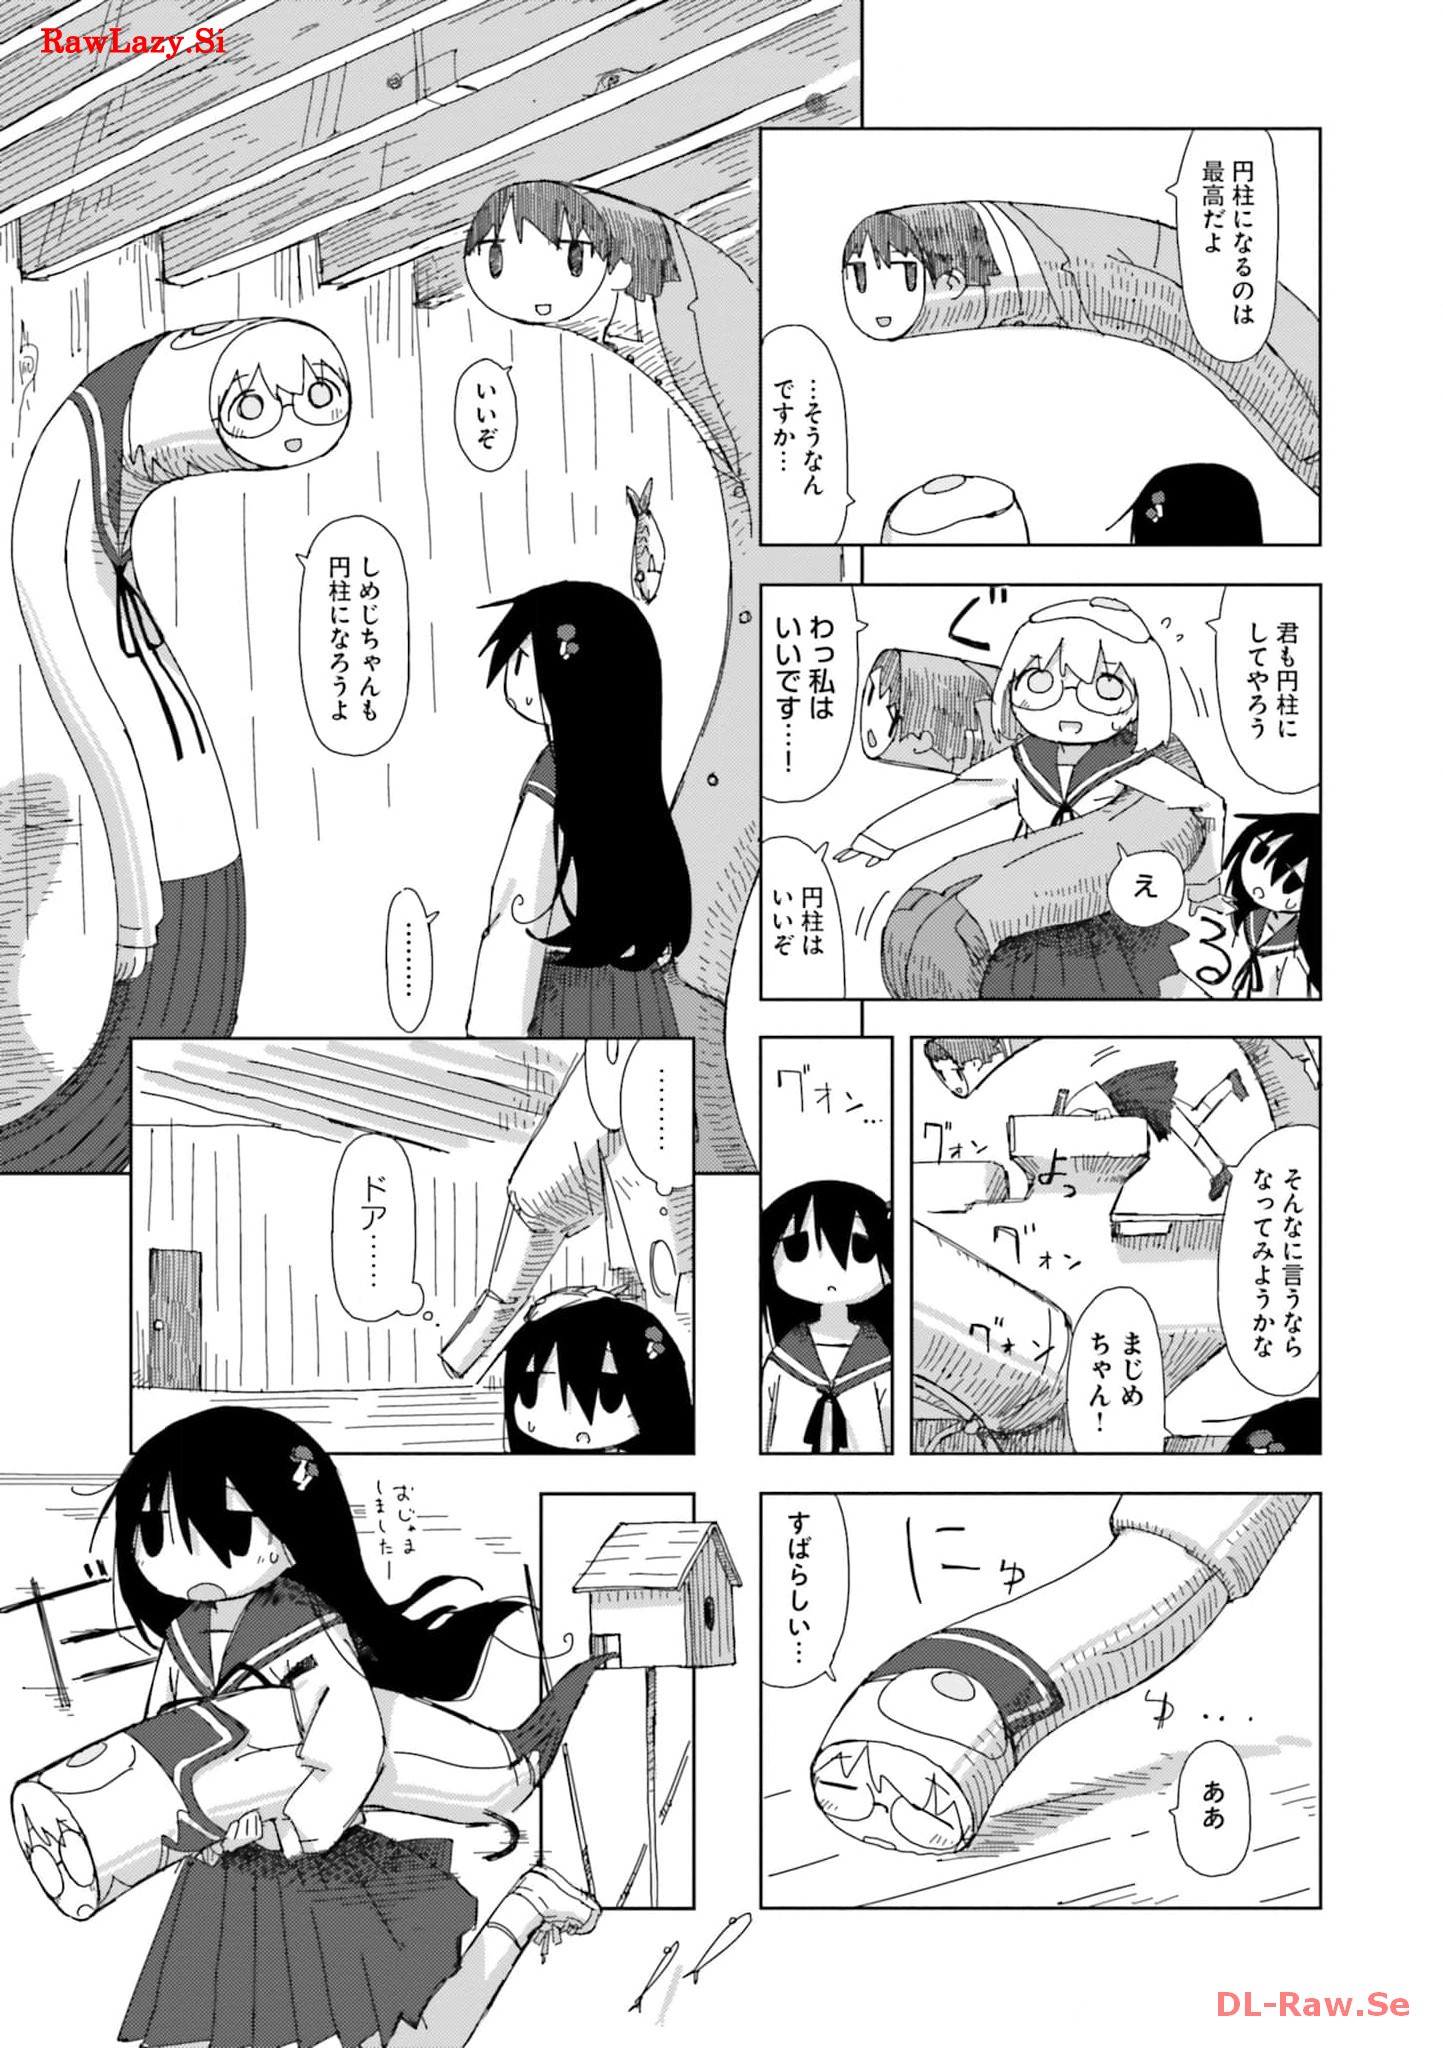 RawLazy.Si
円柱になるのは
最高だよ
…そうなん
ですか…
君も円柱に
してやろう
ぐ
わっ私は
いいです…！
え
る
円柱は
いいぞ
そんなに言うなら
なってみようかな
よっ
グォン
グォン
グォン
まじめ
ちゃん！
グォン…
にゅ
ゅ…
すばらしい…
ああ
いいぞ
しめじちゃんも
円柱になろうよ
………
………
ドア……
おじゃま
しましたー
DL-Raw.Se